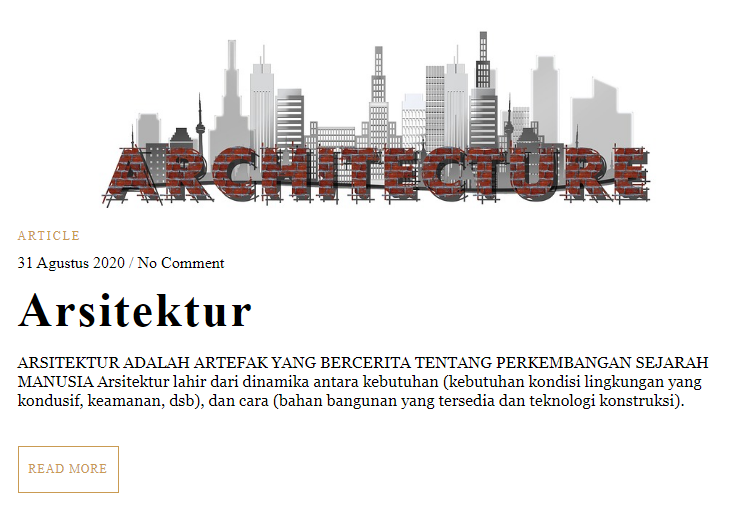 ARCHITECTURE
ARTICLE
31 Agustus 2020 / No Comment
Arsitektur
ARSITEKTUR ADALAH ARTEFAK YANG BERCERITA TENTANG PERKEMBANGAN SEJARAH
MANUSIA Arsitektur lahir dari dinamika antara kebutuhan (kebutuhan kondisi lingkungan yang
kondusif, keamanan, dsb), dan cara (bahan bangunan yang tersedia dan teknologi konstruksi).
READ MORE